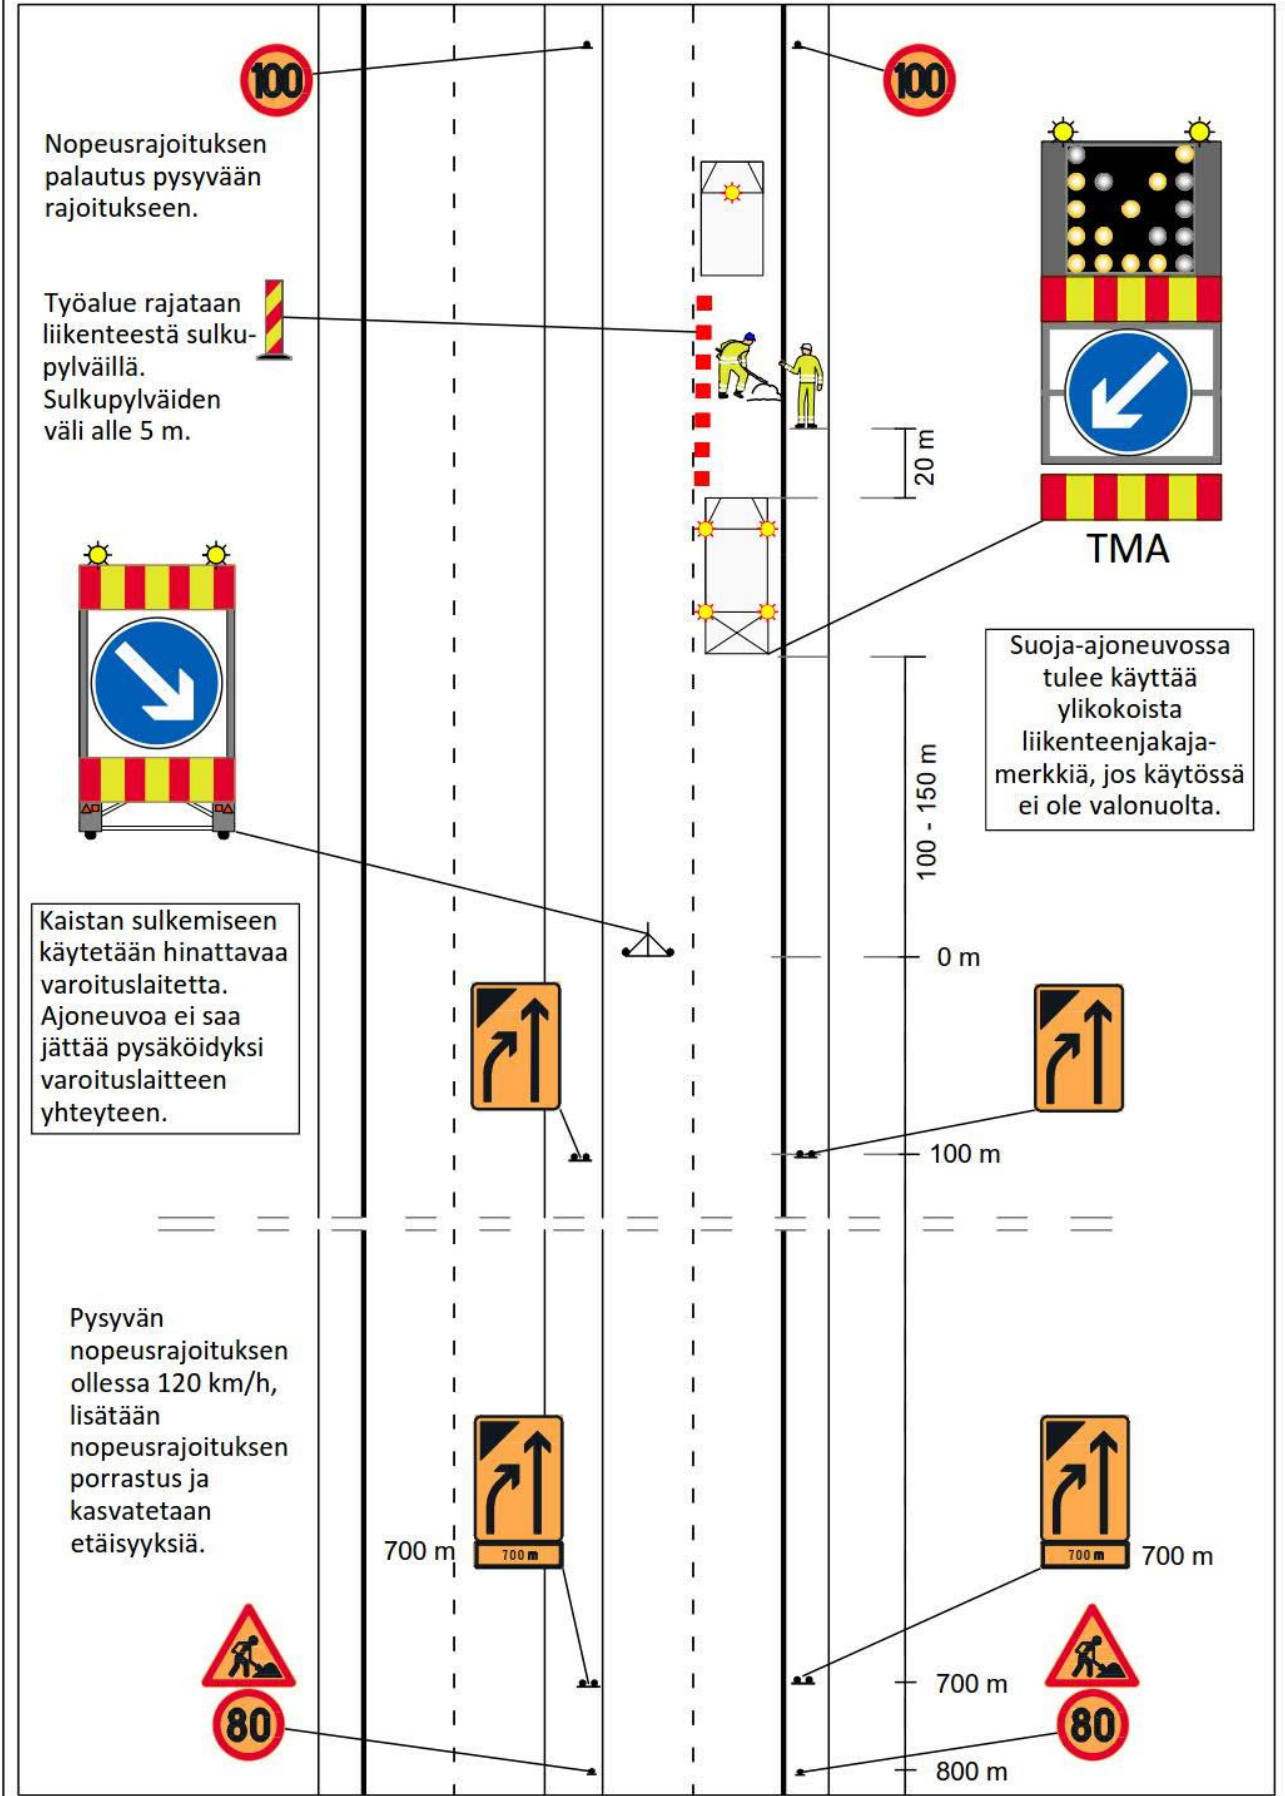 100
100
Nopeusrajoituksen
palautus pysyvään
rajoitukseen.
Työalue rajataan
liikenteestä sulku-
pylväillä.
Sulkupylväiden
väli alle 5 m.
20 m
TMA
Suoja-ajoneuvossa
tulee käyttää
ylikokoista
liikenteenjakaja-
merkkiä, jos käytössä
ei ole valonuolta.
100 - 150 m
Kaistan sulkemiseen
käytetään hinattavaa
varoituslaitetta.
Ajoneuvoa ei saa
jättää pysäköidyksi
varoituslaitteen
yhteyteen.
0 m
100 m
Pysyvän
nopeusrajoituksen
ollessa 120 km/h,
lisätään
nopeusrajoituksen
porrastus ja
kasvatetaan
etäisyyksiä.
700 m
700 m
700 m
700 m
700 m
80
80
800 m